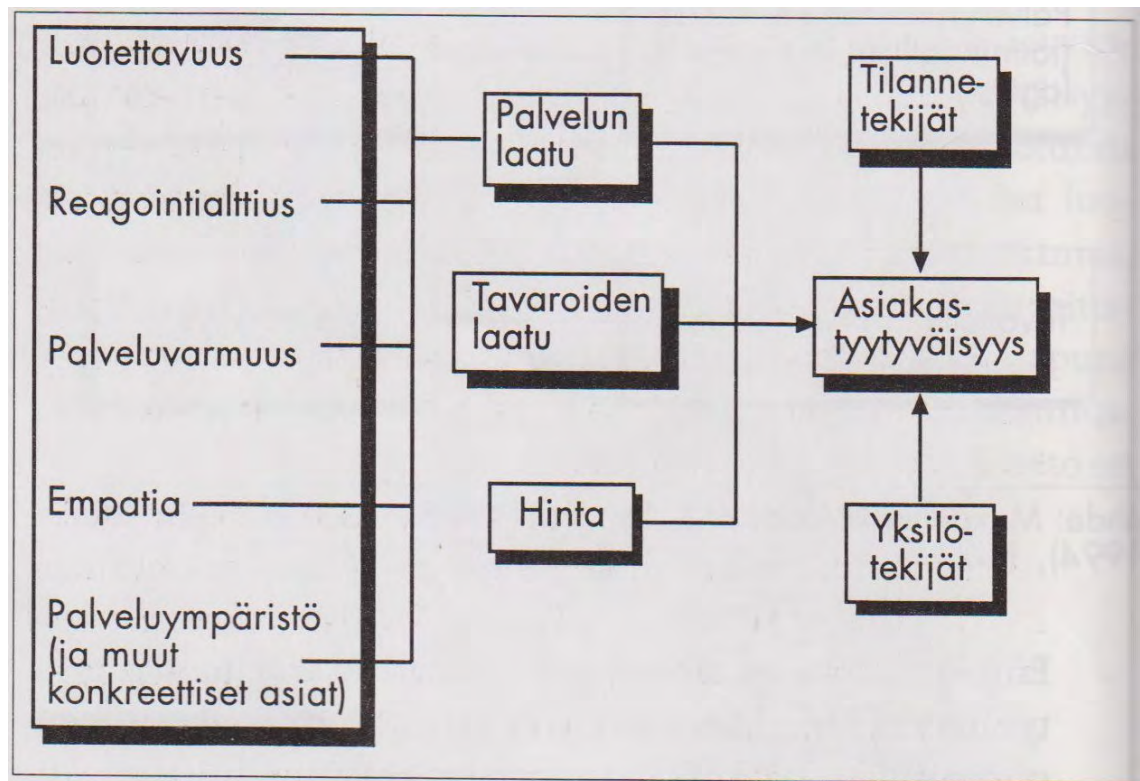 Luotettavuus
Reagointialttius
Palveluvarmuus
Empatia
Palveluympäristö
(ja muut
konkreettiset asiat)
Palvelun
laatu
Tavaroiden
laatu
Hinta
Tilanne-
tekijät
Asiakas-
tyytyväisyys
Yksilö-
tekijät